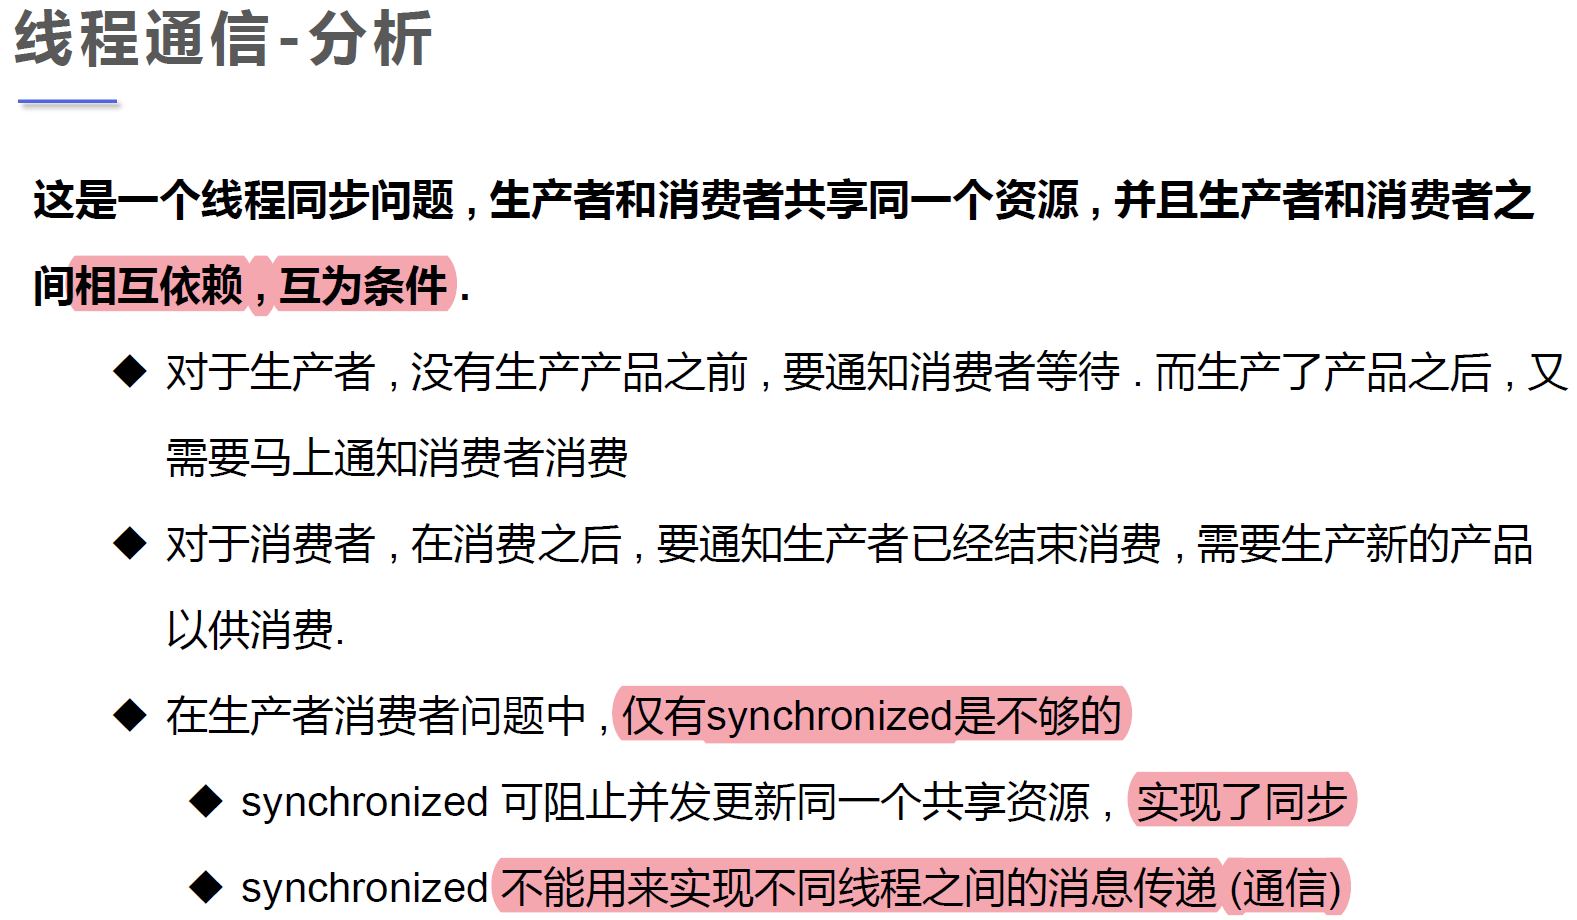 线程通信-分析
这是一个线程同步问题 , 生产者和消费者共享同一个资源 , 并且生产者和消费者之
间相互依赖 , 互为条件 .
◆ 对于生产者 , 没有生产产品之前 , 要通知消费者等待 . 而生产了产品之后 , 又
需要马上通知消费者消费
◆ 对于消费者 , 在消费之后 , 要通知生产者已经结束消费 , 需要生产新的产品
以供消费.
◆ 在生产者消费者问题中 , 仅有synchronized是不够的
◆ synchronized 可阻止并发更新同一个共享资源 , 实现了同步
◆ synchronized 不能用来实现不同线程之间的消息传递 (通信)